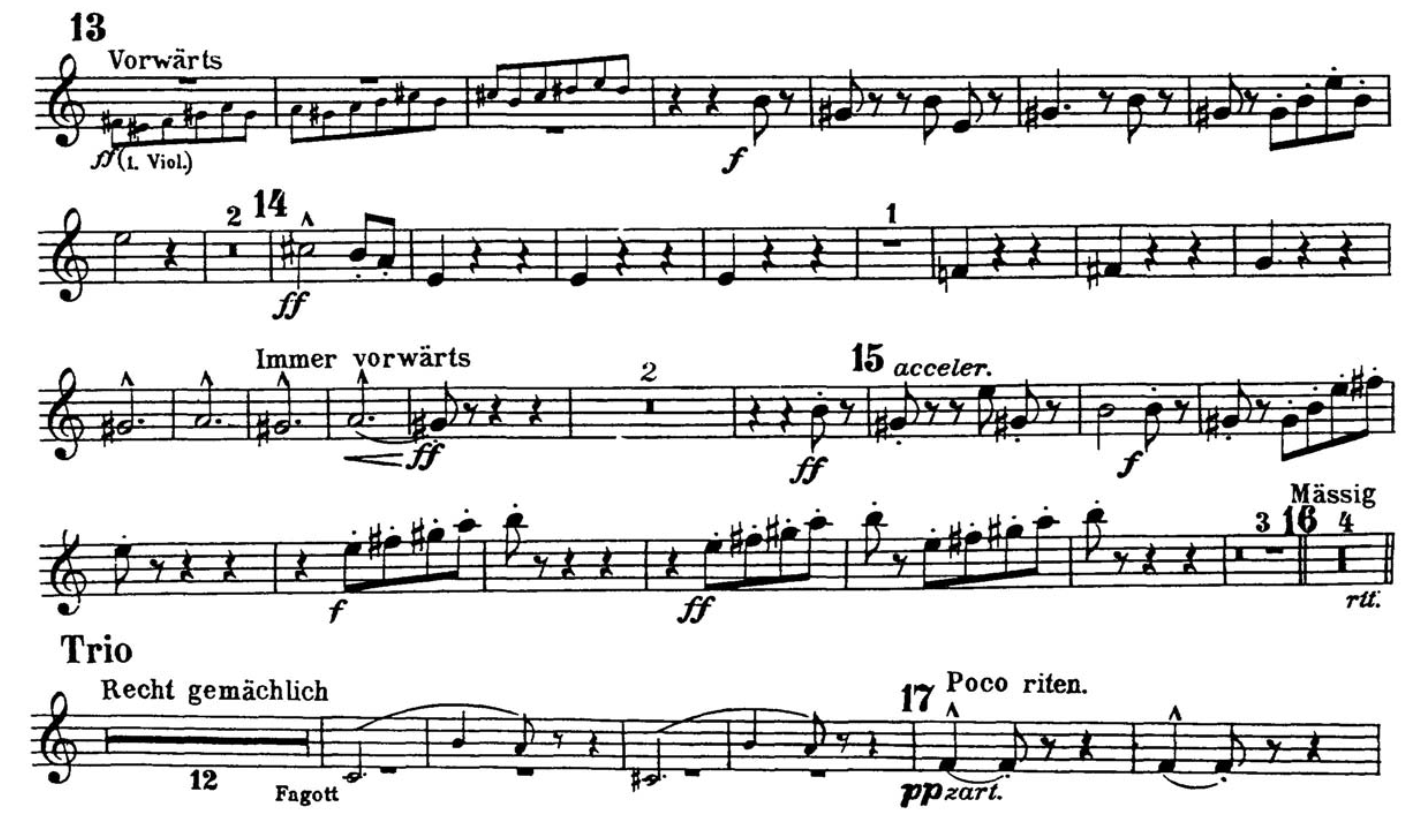 13
Vorwärts
ff (1. Viol.)
f
2 14 1
ff
Immer vorwärts 2 15 acceler.
ff ff f
Mässig
3 16 4
f ff rit.
Trio
Recht gemächlich 17 Poco riten.
12 Fagott pp zart.